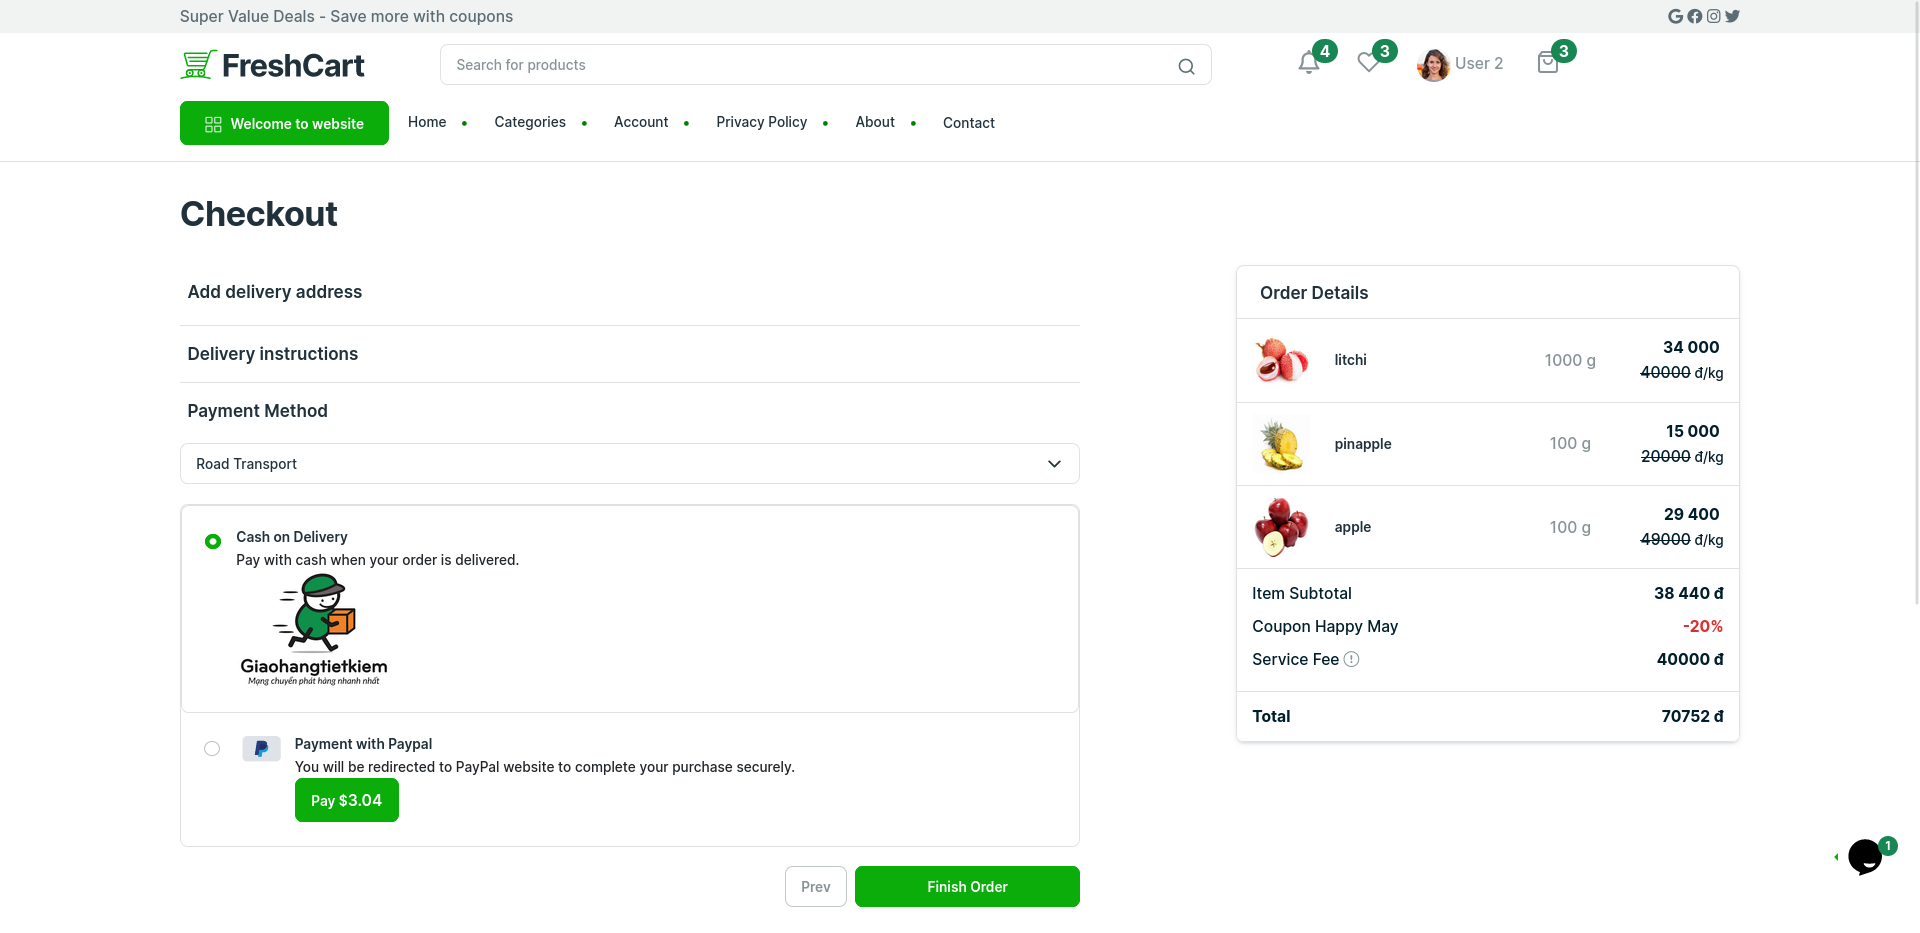 Super Value Deals - Save more with coupons
FreshCart
Search for products
4
3
User 2
3
Welcome to website
Home
Categories
Account
Privacy Policy
About
Contact
Checkout
Add delivery address
Delivery instructions
Payment Method
Road Transport
Cash on Delivery
Pay with cash when your order is delivered.
Giaohangtietkiem
Mạng chuyển phát hàng nhanh nhất
Payment with Paypal
You will be redirected to PayPal website to complete your purchase securely.
Pay $3.04
Prev
Finish Order
Order Details
litchi
1000 g
34 000
40000 đ/kg
pinapple
100 g
15 000
20000 đ/kg
apple
100 g
29 400
49000 đ/kg
Item Subtotal
38 440 đ
Coupon Happy May
-20%
Service Fee
40000 đ
Total
70752 đ
1